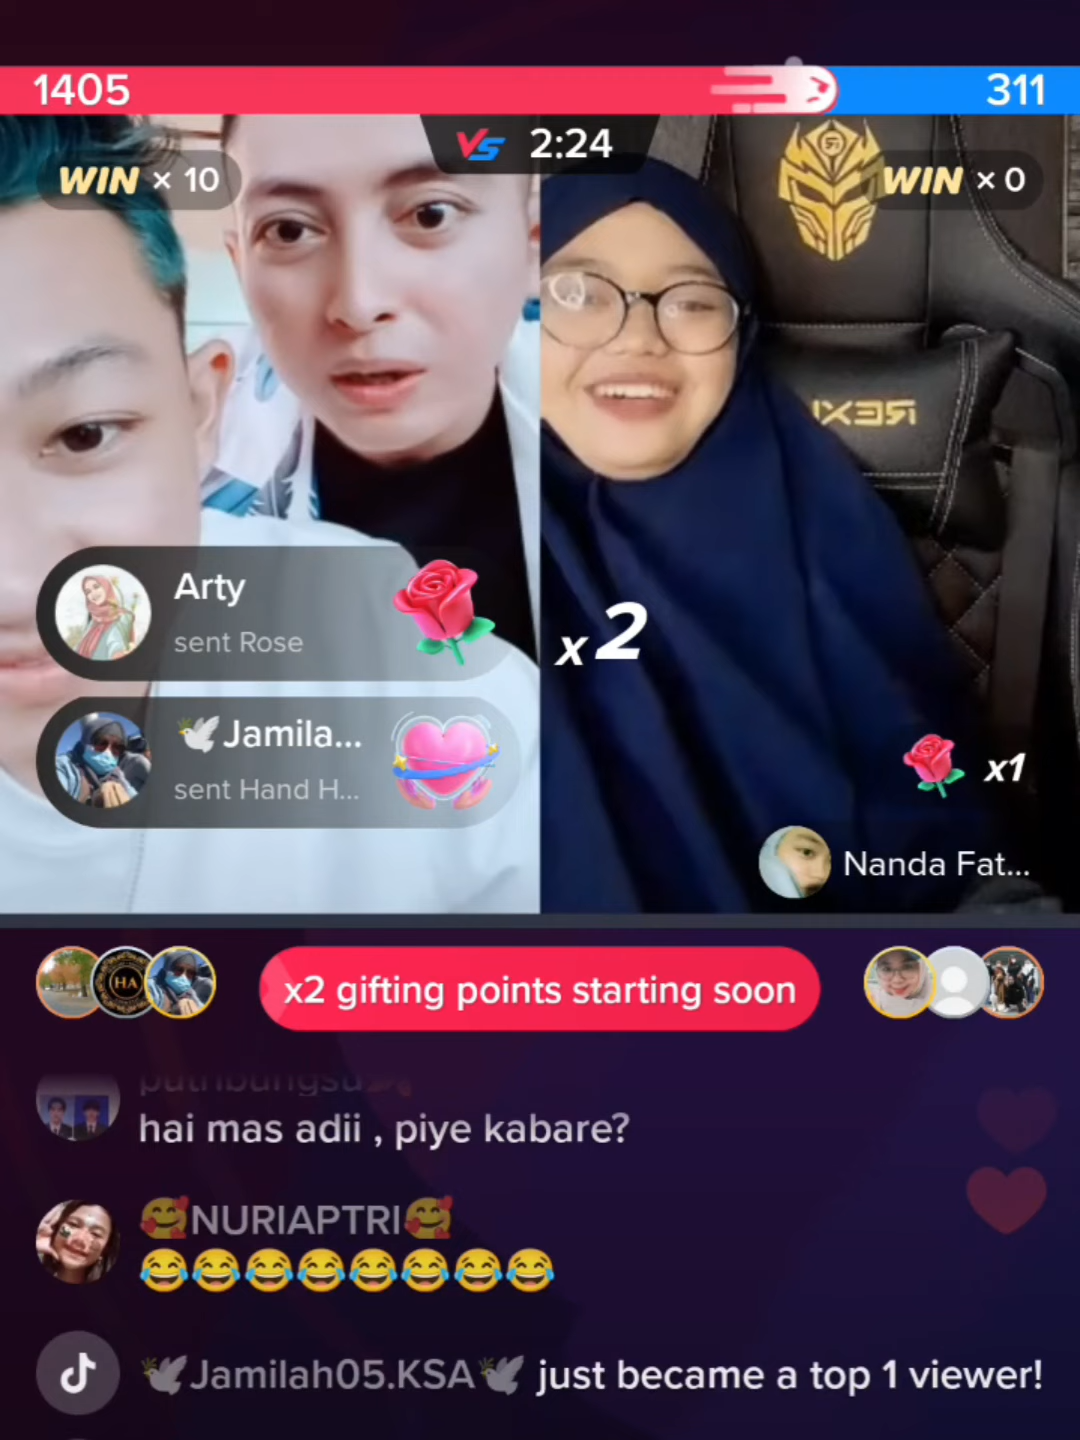 1405
311
VS 2:24
WIN × 10
WIN × 0
Arty
sent Rose
x2
🕊Jamila...
sent Hand H...
x1
Nanda Fat...
HA
x2 gifting points starting soon
putribungsu
hai mas adii , piye kabare?
🥰NURIAPTRI🥰
😂😂😂😂😂😂😂😂
🕊Jamilah05.KSA🕊 just became a top 1 viewer!